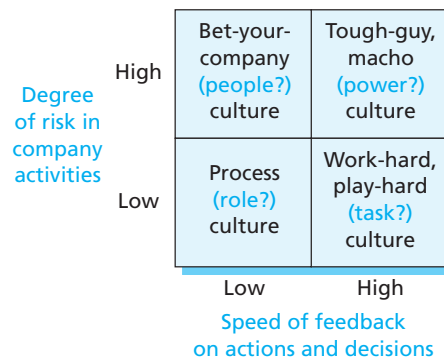 Degree
of risk in
company
activities
High
Low
Bet-your-
company
(people?)
culture
Tough-guy,
macho
(power?)
culture
Process
(role?)
culture
Work-hard,
play-hard
(task?)
culture
Low
High
Speed of feedback
on actions and decisions